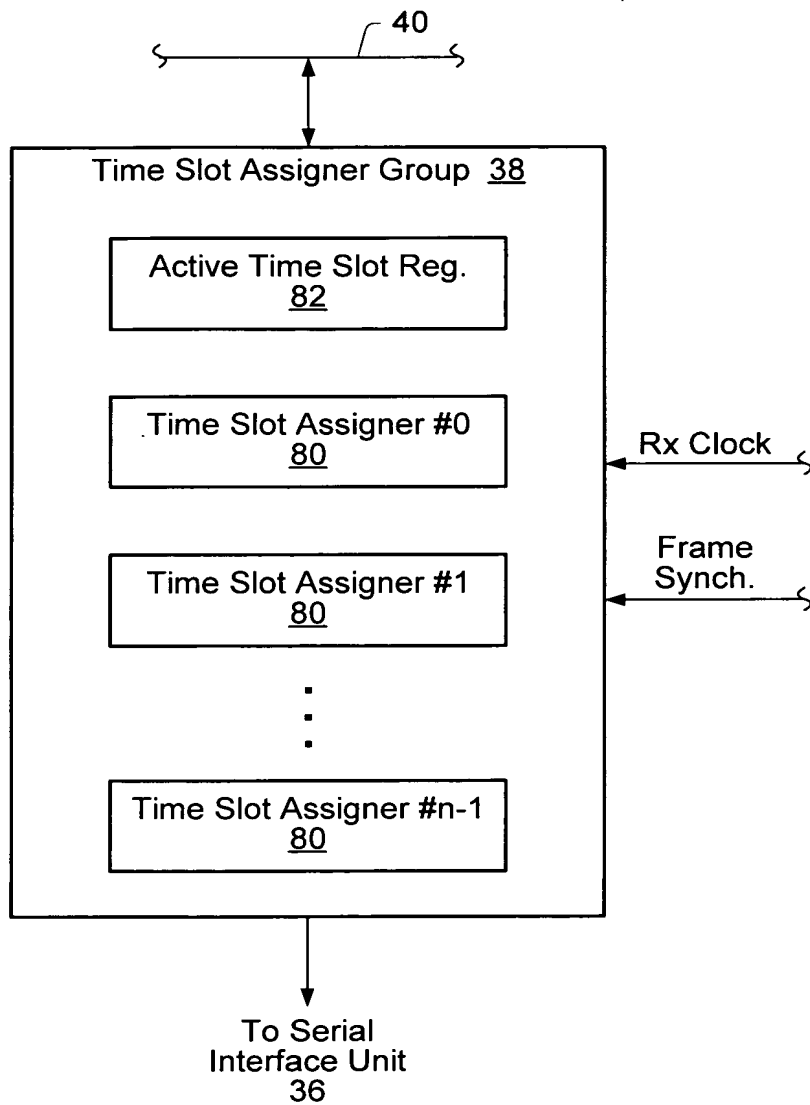 40
Time Slot Assigner Group 38
Active Time Slot Reg.
82
Time Slot Assigner #0
80
Rx Clock
Time Slot Assigner #1
80
Frame
Synch.
Time Slot Assigner #n-1
80
To Serial
Interface Unit
36